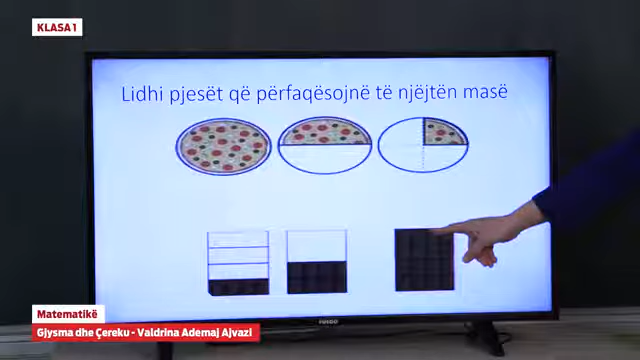 KLASA 1
Lidhi pjesët që përfaqësojnë të njëjtën masë
Matematikë
Gjysma dhe Çereku - Valdrina Ademaj Ajvazi